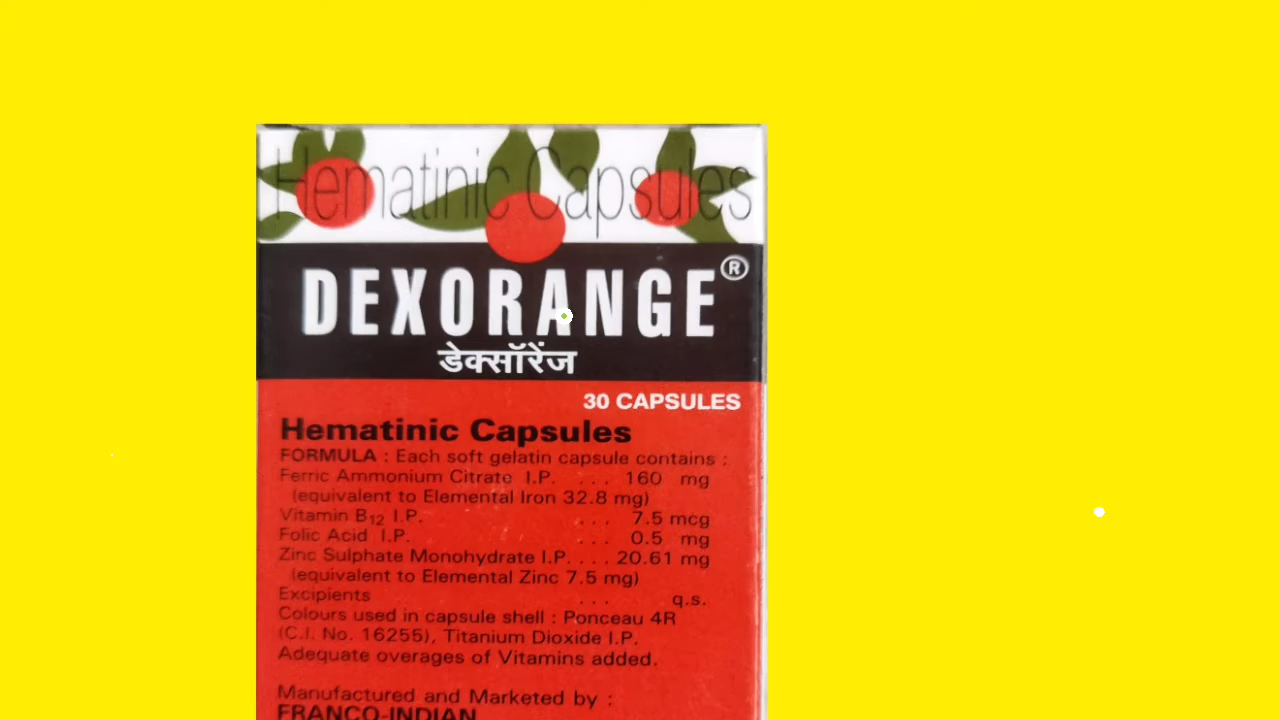 Hematinic Capsules
DEXORANGE®
डेक्सॉरेंज
30 CAPSULES
Hematinic Capsules
FORMULA : Each soft gelatin capsule contains :
Ferric Ammonium Citrate I.P. ... 160 mg
(equivalent to Elemental Iron 32.8 mg)
Vitamin B12 I.P. ... 7.5 mcg
Folic Acid I.P. ... 0.5 mg
Zinc Sulphate Monohydrate I.P. ... . 20.61 mg
(equivalent to Elemental Zinc 7.5 mg)
Excipients ... q.s.
Colours used in capsule shell : Ponceau 4R
(C.I. No. 16255), Titanium Dioxide I.P.
Adequate overages of Vitamins added.
Manufactured and Marketed by :
FRANCO-INDIAN